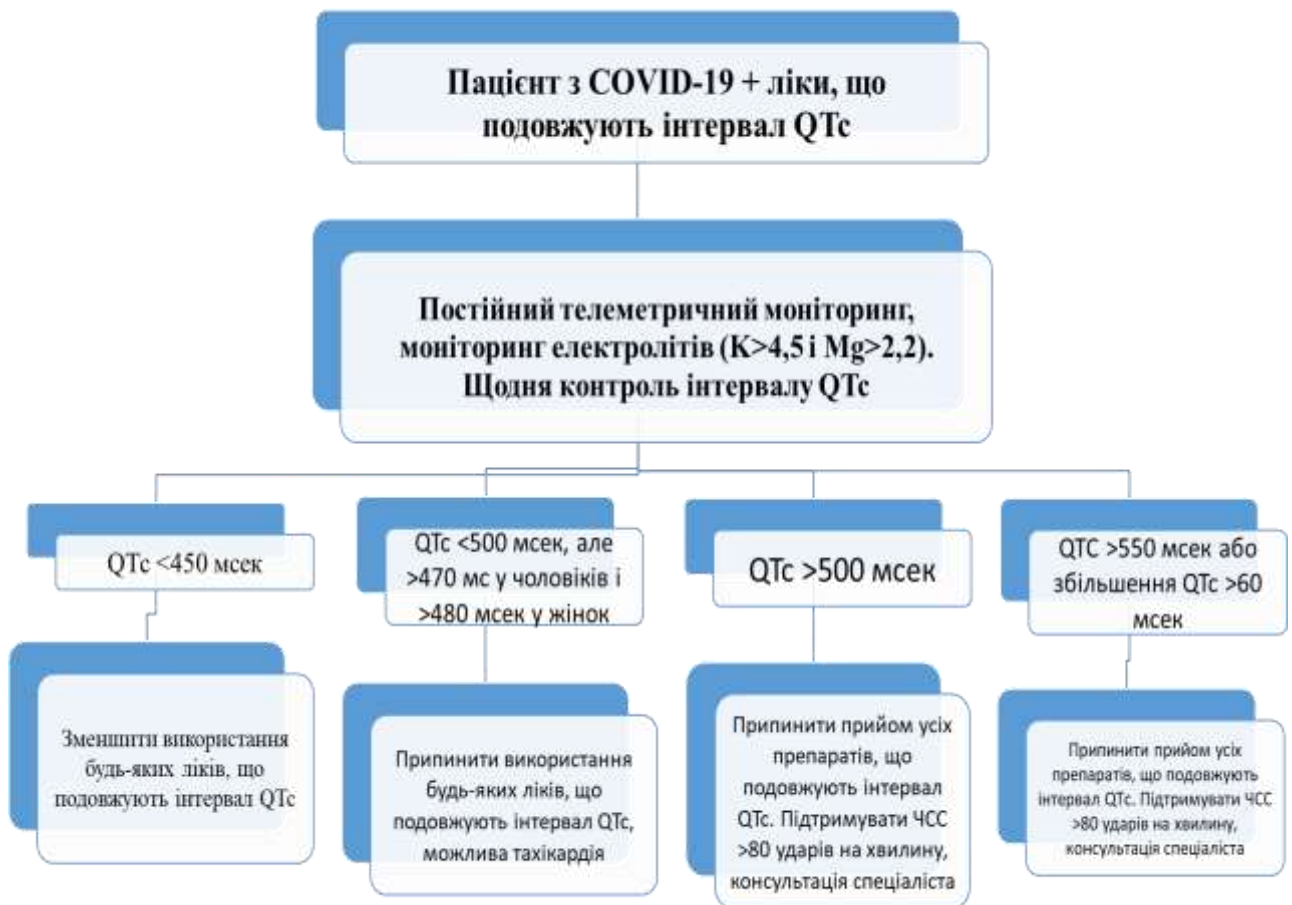 Пацієнт з COVID-19 + ліки, що
подовжують інтервал QTc
Постійний телеметричний моніторинг,
моніторинг електролітів (K>4,5 і Mg>2,2).
Щодня контроль інтервалу QTc
QTc <450 мсек
QTc <500 мсек, але
>470 мс у чоловіків і
>480 мсек у жінок
QTc >500 мсек
QTC >550 мсек або
збільшення QTc >60
мсек
Зменшити використання
будь-яких ліків, що
подовжують інтервал QTc
Припинити використання
будь-яких ліків, що
подовжують інтервал QTc,
можлива тахікардія
Припинити прийом усіх
препаратів, що
подовжують інтервал
QTc. Підтримувати ЧСС
>80 ударів на хвилину,
консультація спеціаліста
Припинити прийом усіх
препаратів, що подовжують
інтервал QTc. Підтримувати ЧСС
>80 ударів на хвилину,
консультація спеціаліста